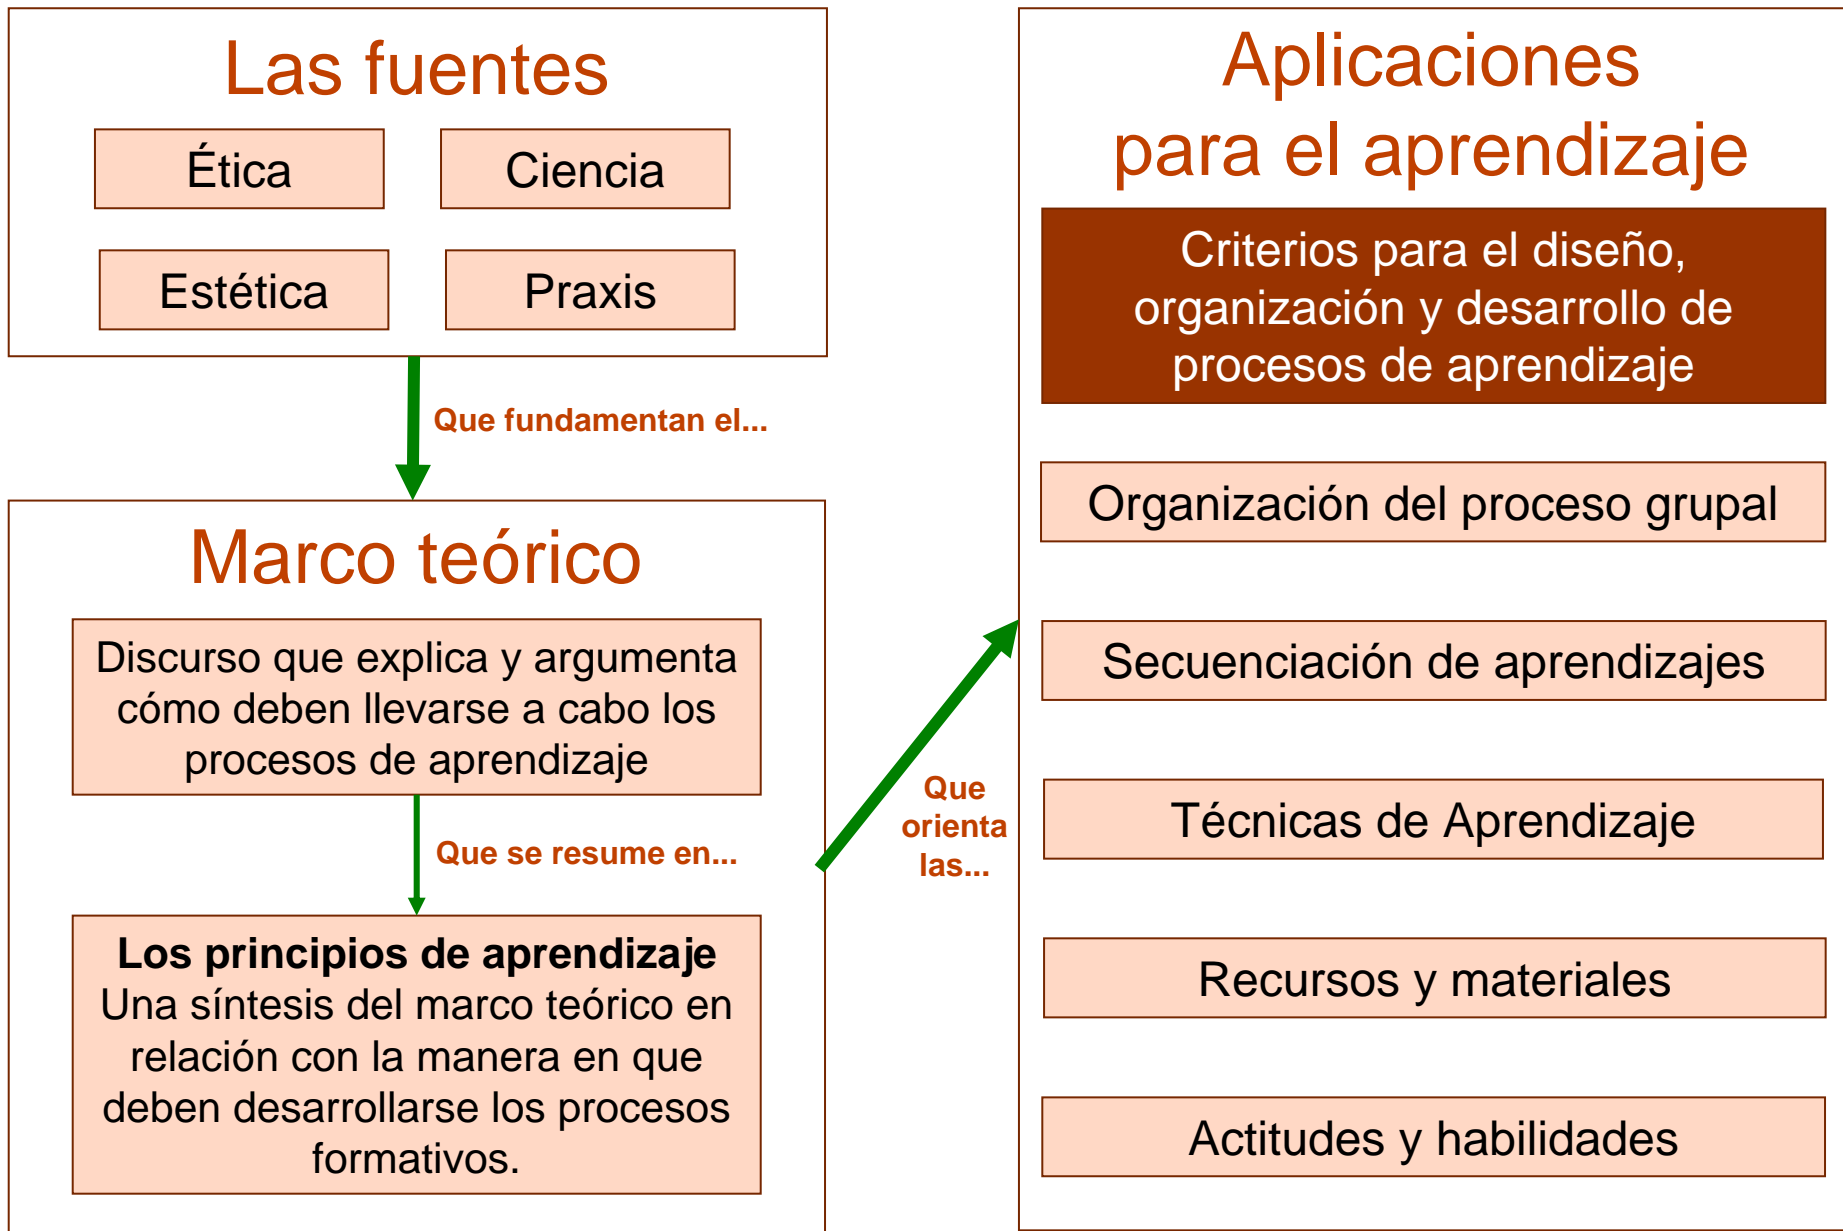 Las fuentes
Ética
Ciencia
Estética
Praxis
Que fundamentan el...
Marco teórico
Discurso que explica y argumenta
cómo deben llevarse a cabo los
procesos de aprendizaje
Que se resume en...
Los principios de aprendizaje
Una síntesis del marco teórico en
relación con la manera en que
deben desarrollarse los procesos
formativos.
Que
orienta
las...
Aplicaciones
para el aprendizaje
Criterios para el diseño,
organización y desarrollo de
procesos de aprendizaje
Organización del proceso grupal
Secuenciación de aprendizajes
Técnicas de Aprendizaje
Recursos y materiales
Actitudes y habilidades